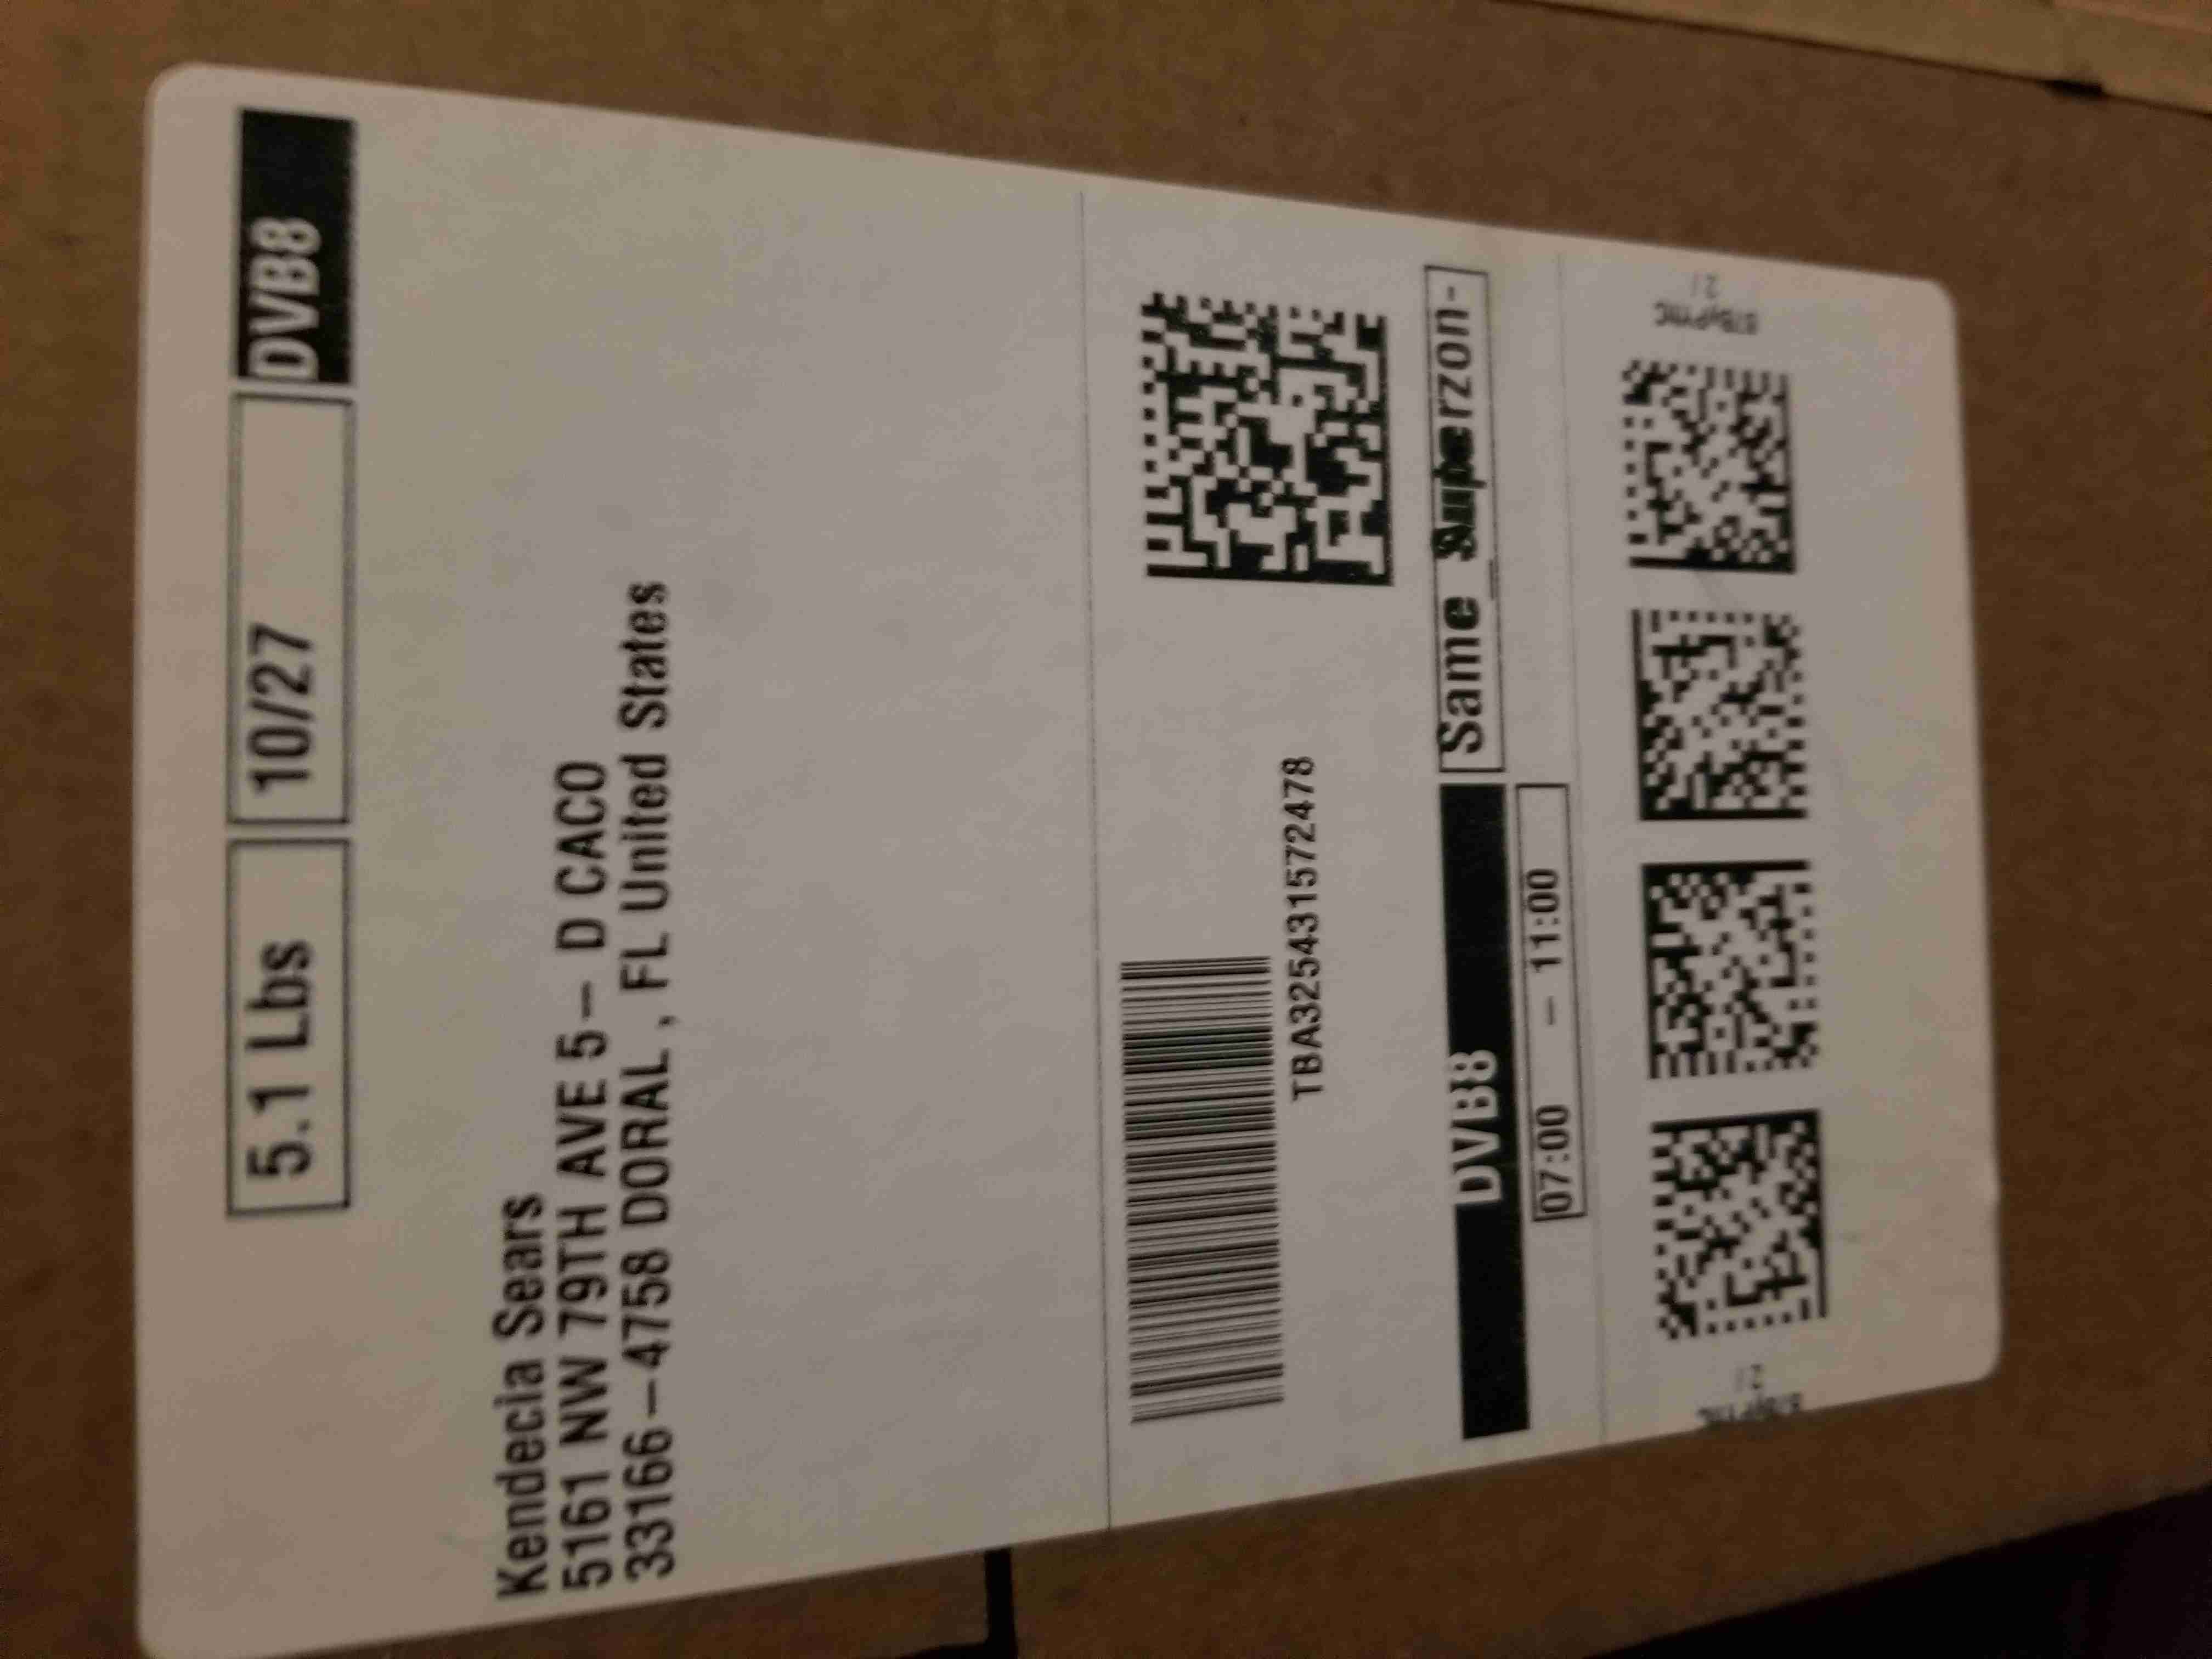 5.1 Lbs 10/27 DVB8
Kendecia Sears
5161 NW 79TH AVE 5- D CACO
33166-4758 DORAL , FL United States
TBA325431572478
DVB8 Same Superzon-
07:00 - 11:00